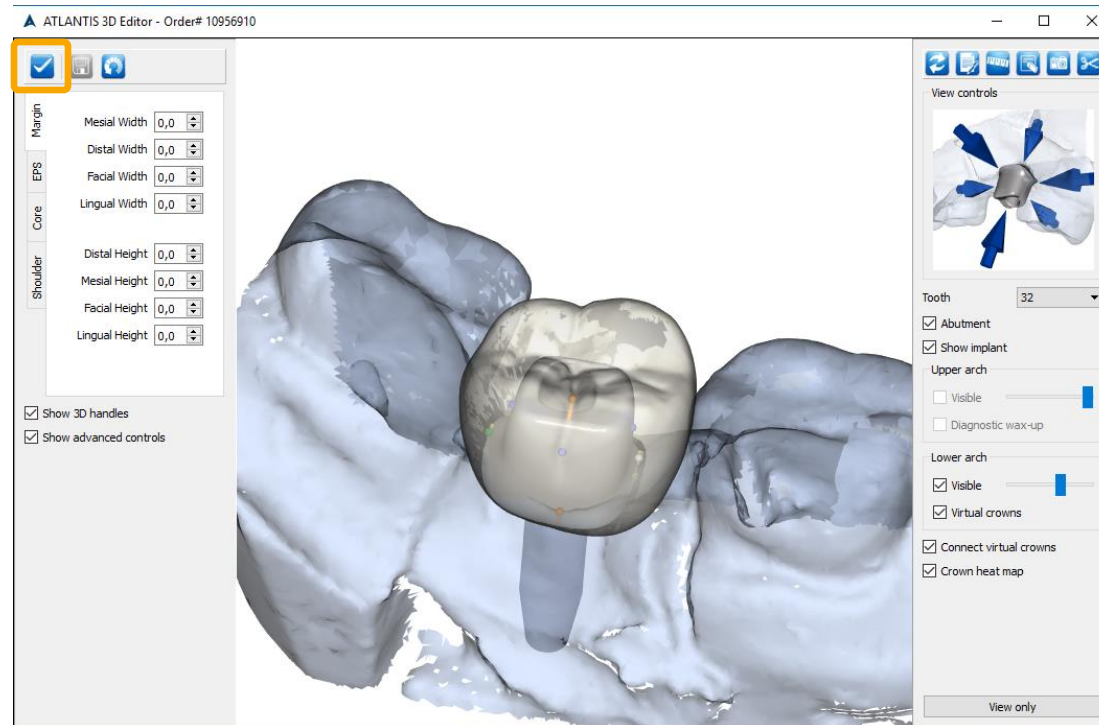 ATLANTIS 3D Editor - Order# 10956910
Margin
EPS
Core
Shoulder
Mesial Width 0,0
Distal Width 0,0
Facial Width 0,0
Lingual Width 0,0
Distal Height 0,0
Mesial Height 0,0
Facial Height 0,0
Lingual Height 0,0
Show 3D handles
Show advanced controls
View controls
Tooth 32
Abutment
Show implant
Upper arch
Visible
Diagnostic wax-up
Lower arch
Visible
Virtual crowns
Connect virtual crowns
Crown heat map
View only